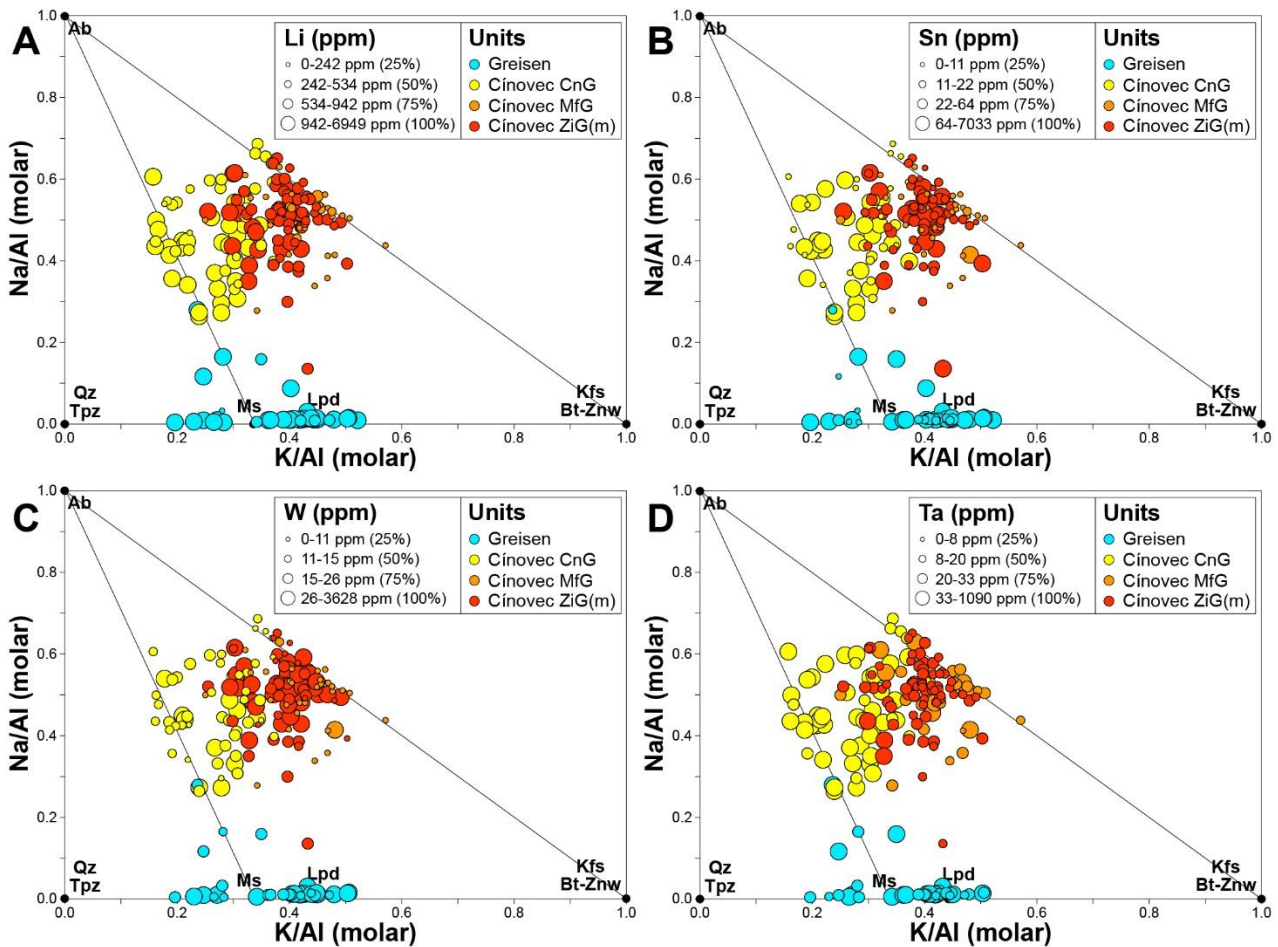 A
Li (ppm)
0-242 ppm (25%)
242-534 ppm (50%)
534-942 ppm (75%)
942-6949 ppm (100%)
Units
Greisen
Cínovec CnG
Cínovec MfG
Cínovec ZiG(m)
Na/Al (molar)
1.0
0.8
0.6
0.4
0.2
0.0
Ab
Qz
Tpz
Ms
Lpd
Kfs
Bt-Znw
0.0 0.2 0.4 0.6 0.8 1.0
K/Al (molar)
B
Sn (ppm)
0-11 ppm (25%)
11-22 ppm (50%)
22-64 ppm (75%)
64-7033 ppm (100%)
Units
Greisen
Cínovec CnG
Cínovec MfG
Cínovec ZiG(m)
Na/Al (molar)
1.0
0.8
0.6
0.4
0.2
0.0
Ab
Qz
Tpz
Ms
Lpd
Kfs
Bt-Znw
0.0 0.2 0.4 0.6 0.8 1.0
K/Al (molar)
C
W (ppm)
0-11 ppm (25%)
11-15 ppm (50%)
15-26 ppm (75%)
26-3628 ppm (100%)
Units
Greisen
Cínovec CnG
Cínovec MfG
Cínovec ZiG(m)
Na/Al (molar)
1.0
0.8
0.6
0.4
0.2
0.0
Ab
Qz
Tpz
Ms
Lpd
Kfs
Bt-Znw
0.0 0.2 0.4 0.6 0.8 1.0
K/Al (molar)
D
Ta (ppm)
0-8 ppm (25%)
8-20 ppm (50%)
20-33 ppm (75%)
33-1090 ppm (100%)
Units
Greisen
Cínovec CnG
Cínovec MfG
Cínovec ZiG(m)
Na/Al (molar)
1.0
0.8
0.6
0.4
0.2
0.0
Ab
Qz
Tpz
Ms
Lpd
Kfs
Bt-Znw
0.0 0.2 0.4 0.6 0.8 1.0
K/Al (molar)